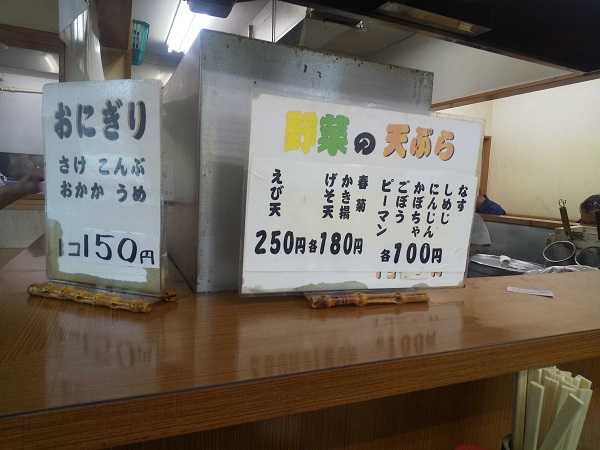 おにぎり
さけ こんぶ
おかか うめ
1コ150円
野菜の天ぷら
なす
しめじ
にんじん
かぼちゃ
ごぼう
ピーマン
各100円
春菊
かき揚
げそ天
各180円
えび天
250円